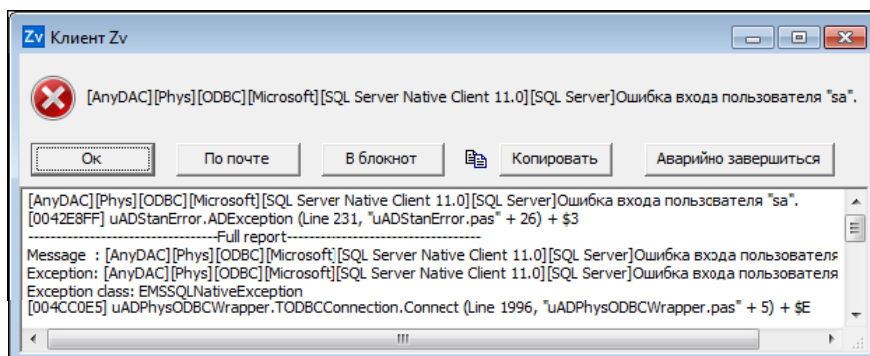 Zv Клиент Zv
[AnyDAC][Phys][ODBC][Microsoft][SQL Server Native Client 11.0][SQL Server]Ошибка входа пользователя "sa".
Ок По почте В блокнот Копировать Аварийно завершиться
[AnyDAC][Phys][ODBC][Microsoft][SQL Server Native Client 11.0][SQL Server]Ошибка входа пользователя "sa".
[0042E8FF] uADStanError.ADException (Line 231, "uADStanError.pas" + 26) + $3
----------------------------------Full report-----------------------------------
Message : [AnyDAC][Phys][ODBC][Microsoft][SQL Server Native Client 11.0][SQL Server]Ошибка входа пользователя
Exception: [AnyDAC][Phys][ODBC][Microsoft][SQL Server Native Client 11.0][SQL Server]Ошибка входа пользователя
Exception class: EMSSQLNativeException
[004CC0E5] uADPhysODBCWrapper.TODBCConnection.Connect (Line 1996, "uADPhysODBCWrapper.pas" + 5) + $E